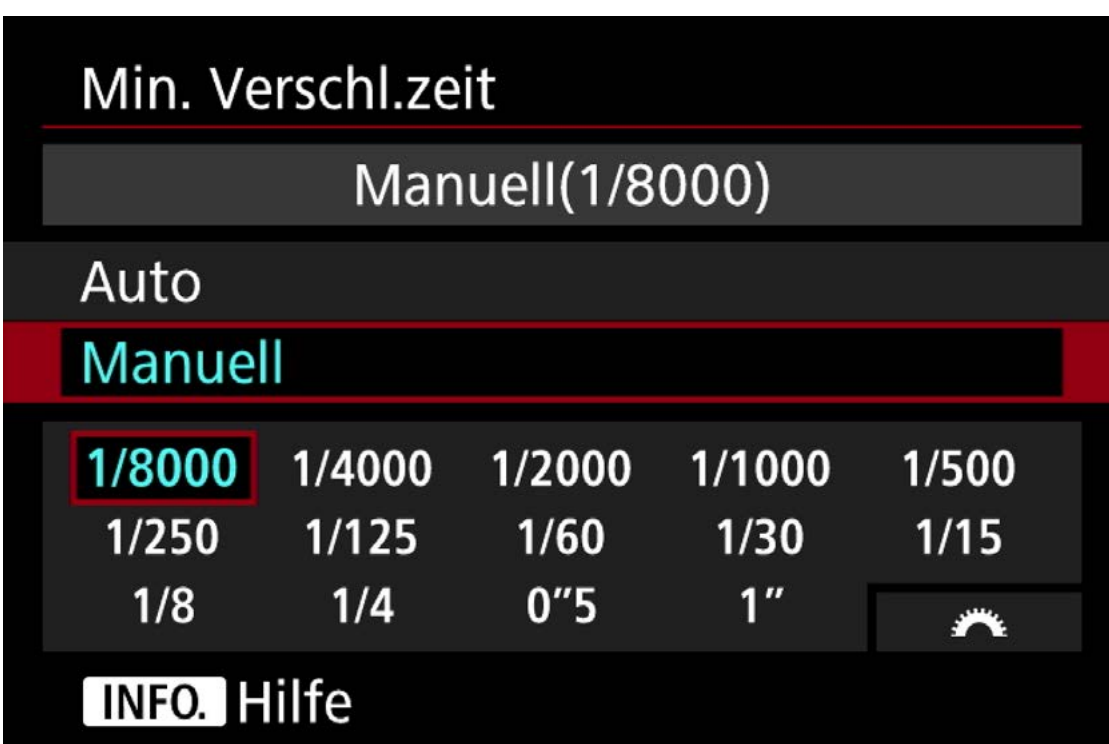 Min. Verschl.zeit
Manuell(1/8000)
Auto
Manuell
1/8000 1/4000 1/2000 1/1000 1/500
1/250 1/125 1/60 1/30 1/15
1/8 1/4 0″5 1″
INFO. Hilfe